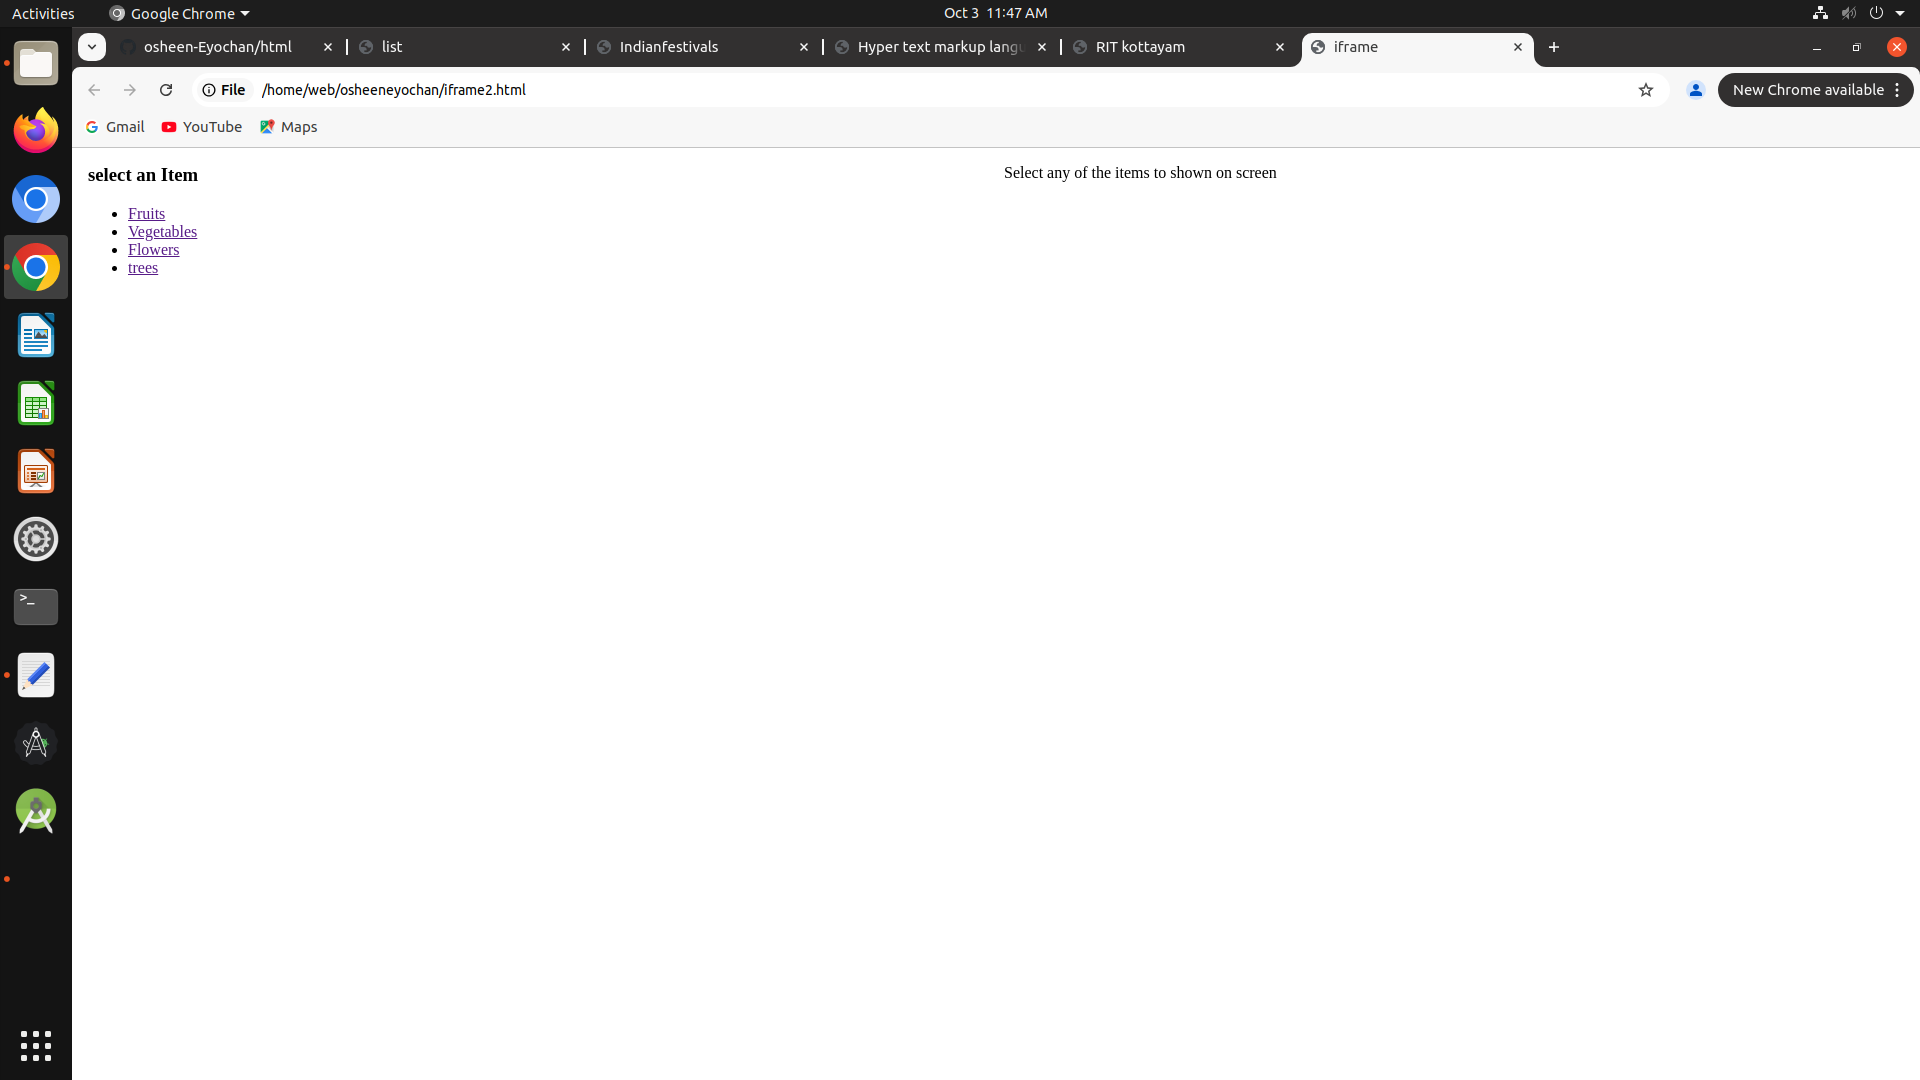 Activities
Google Chrome
Oct 3 11:47 AM
osheen-Eyochan/html
list
Indianfestivals
Hyper text markup langu
RIT kottayam
iframe
File
/home/web/osheeneyochan/iframe2.html
New Chrome available
Gmail
YouTube
Maps
select an Item
Select any of the items to shown on screen
Fruits
Vegetables
Flowers
trees
>_